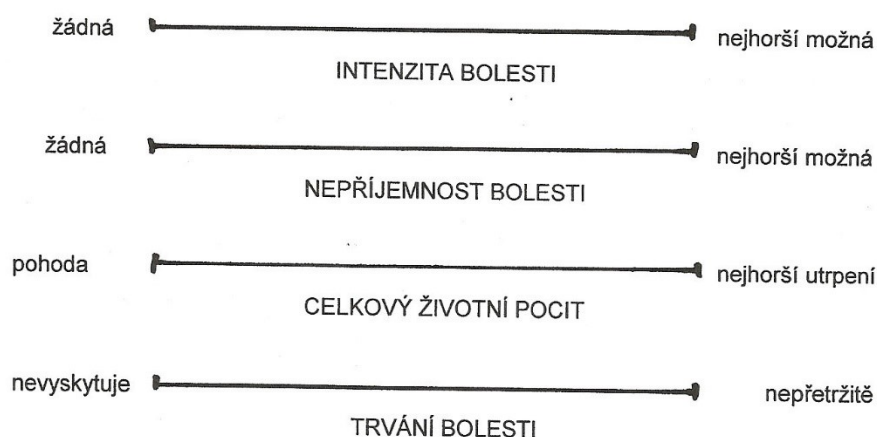 žádná nejhorší možná
INTENZITA BOLESTI
žádná nejhorší možná
NEPŘÍJEMNOST BOLESTI
pohoda nejhorší utrpení
CELKOVÝ ŽIVOTNÍ POCIT
nevyskytuje nepřetržitě
TRVÁNÍ BOLESTI